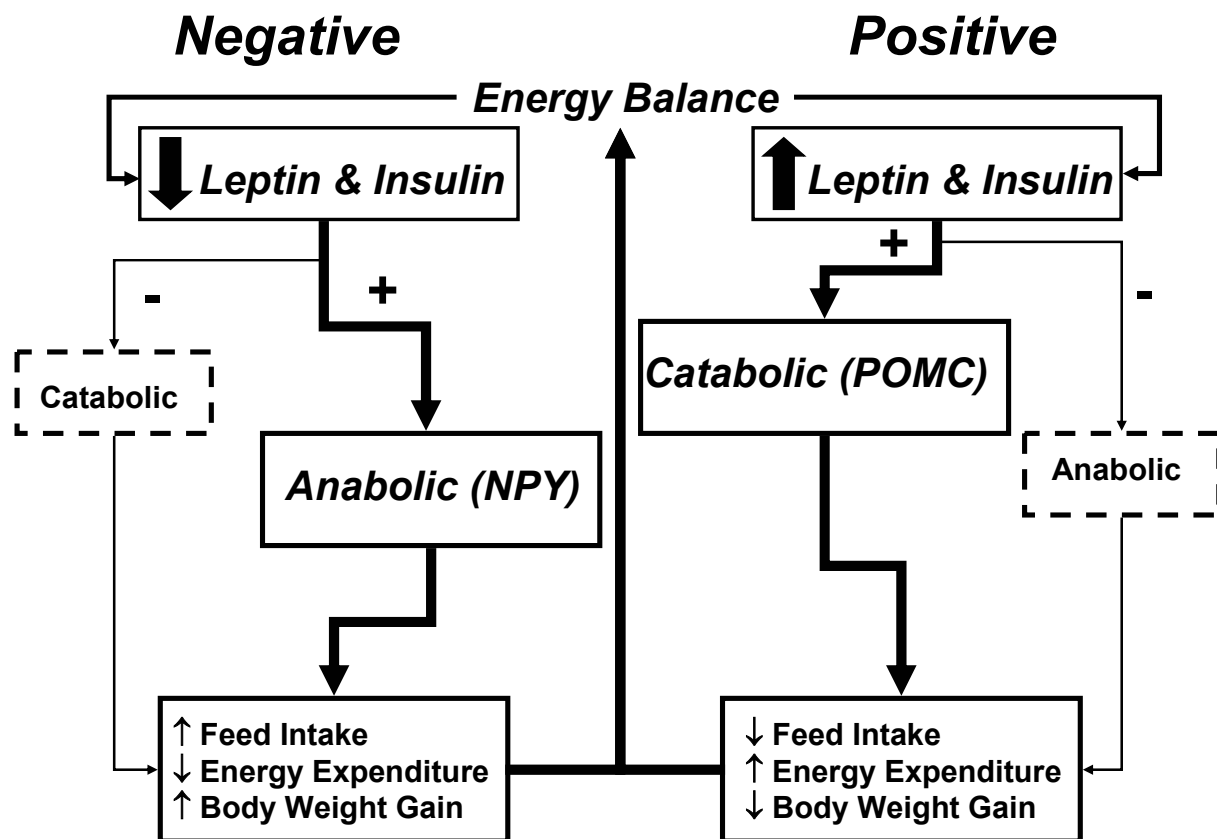 Negative
Positive
Energy Balance
Leptin & Insulin
Leptin & Insulin
-
+
+
-
Catabolic
Anabolic (NPY)
Catabolic (POMC)
Anabolic
↑ Feed Intake
↓ Energy Expenditure
↑ Body Weight Gain
↓ Feed Intake
↑ Energy Expenditure
↓ Body Weight Gain